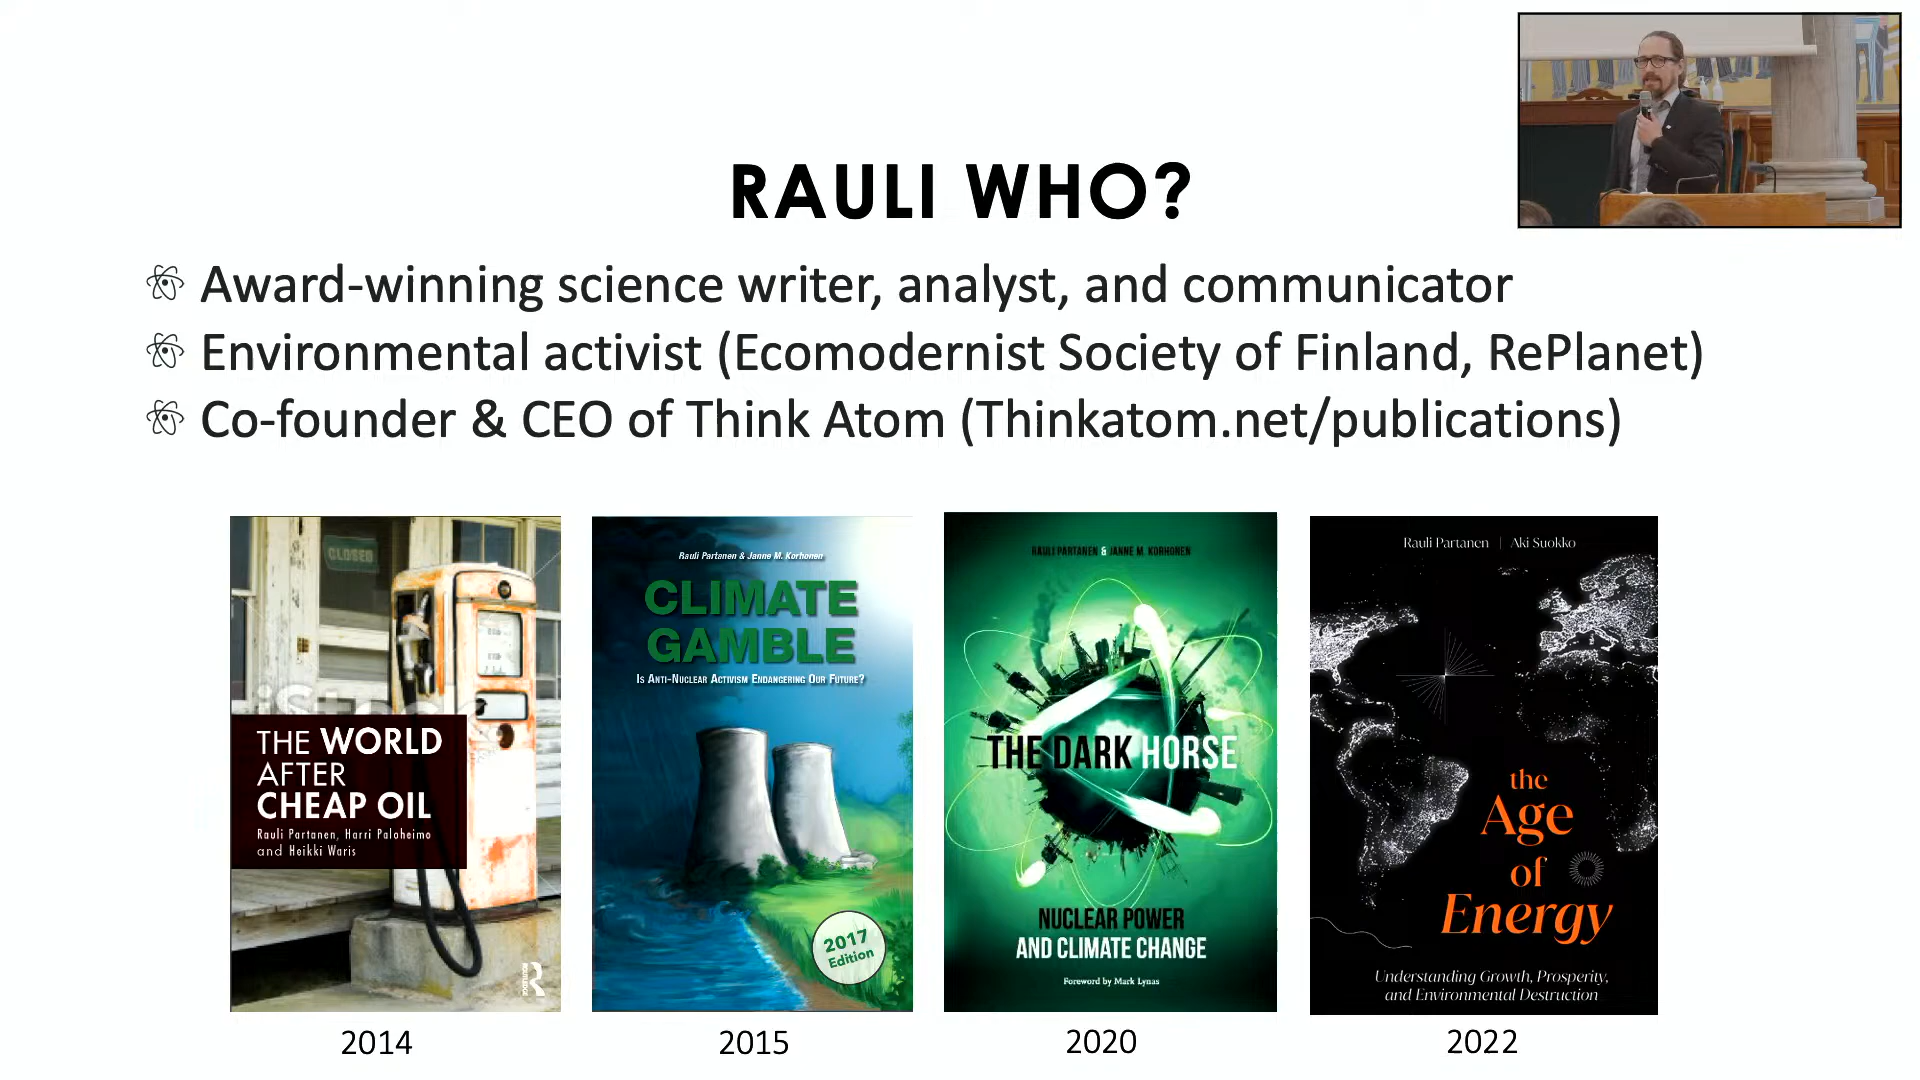 RAULI WHO?
Award-winning science writer, analyst, and communicator
Environmental activist (Ecomodernist Society of Finland, RePlanet)
Co-founder & CEO of Think Atom (Thinkatom.net/publications)
CLOSED
iStock
THE WORLD
AFTER
CHEAP OIL
Rauli Partanen, Harri Paloheimo
and Heikki Waris
ROUTLEDGE
2014
Rauli Partanen & Janne M. Korhonen
CLIMATE
GAMBLE
Is Anti-Nuclear Activism Endangering Our Future?
2017
Edition
2015
RAULI PARTANEN & JANNE M. KORHONEN
THE DARK HORSE
NUCLEAR POWER
AND CLIMATE CHANGE
Foreword by Mark Lynas
2020
Rauli Partanen | Aki Suokko
the
Age
of
Energy
Understanding Growth, Prosperity,
and Environmental Destruction
2022